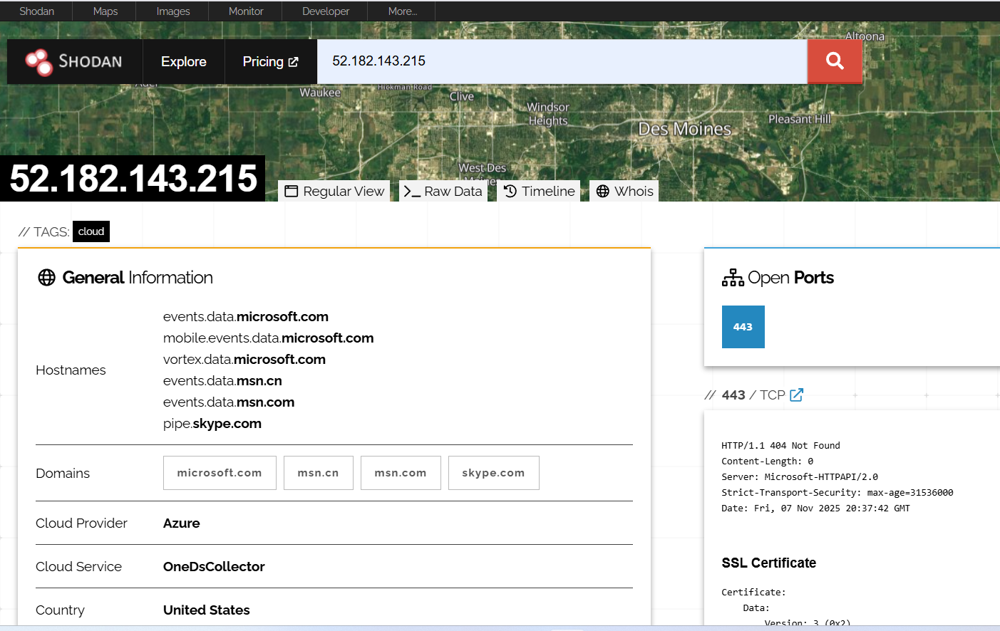 Shodan Maps Images Monitor Developer More...
Altoona
SHODAN Explore Pricing 52.182.143.215
Waukee
Hickman Road
Clive
Windsor
Heights
Pleasant Hill
Des Moines
West Des
52.182.143.215
Regular View Raw Data Timeline Whois
// TAGS: cloud
General Information
Hostnames
events.data.microsoft.com
mobile.events.data.microsoft.com
vortex.data.microsoft.com
events.data.msn.cn
events.data.msn.com
pipe.skype.com
Domains microsoft.com msn.cn msn.com skype.com
Cloud Provider Azure
Cloud Service OneDsCollector
Country United States
Open Ports
443
// 443 / TCP
HTTP/1.1 404 Not Found
Content-Length: 0
Server: Microsoft-HTTPAPI/2.0
Strict-Transport-Security: max-age=31536000
Date: Fri, 07 Nov 2025 20:37:42 GMT
SSL Certificate
Certificate:
Data:
Version: 3 (0x2)